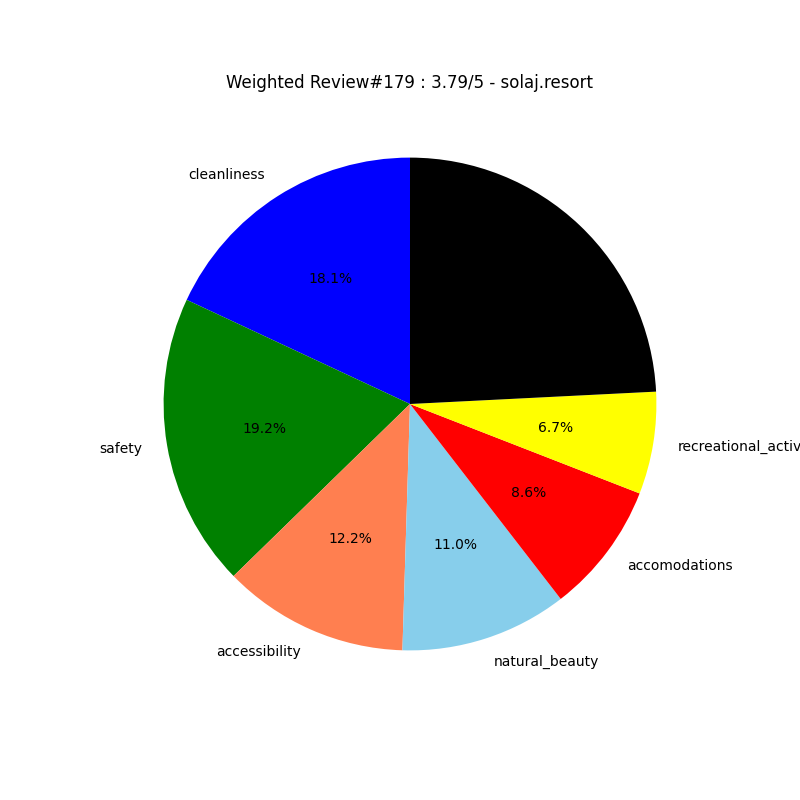 Weighted Review#179 : 3.79/5 - solaj.resort
cleanliness
18.1%
safety
19.2%
accessibility
12.2%
natural_beauty
11.0%
accomodations
8.6%
recreational_activ
6.7%